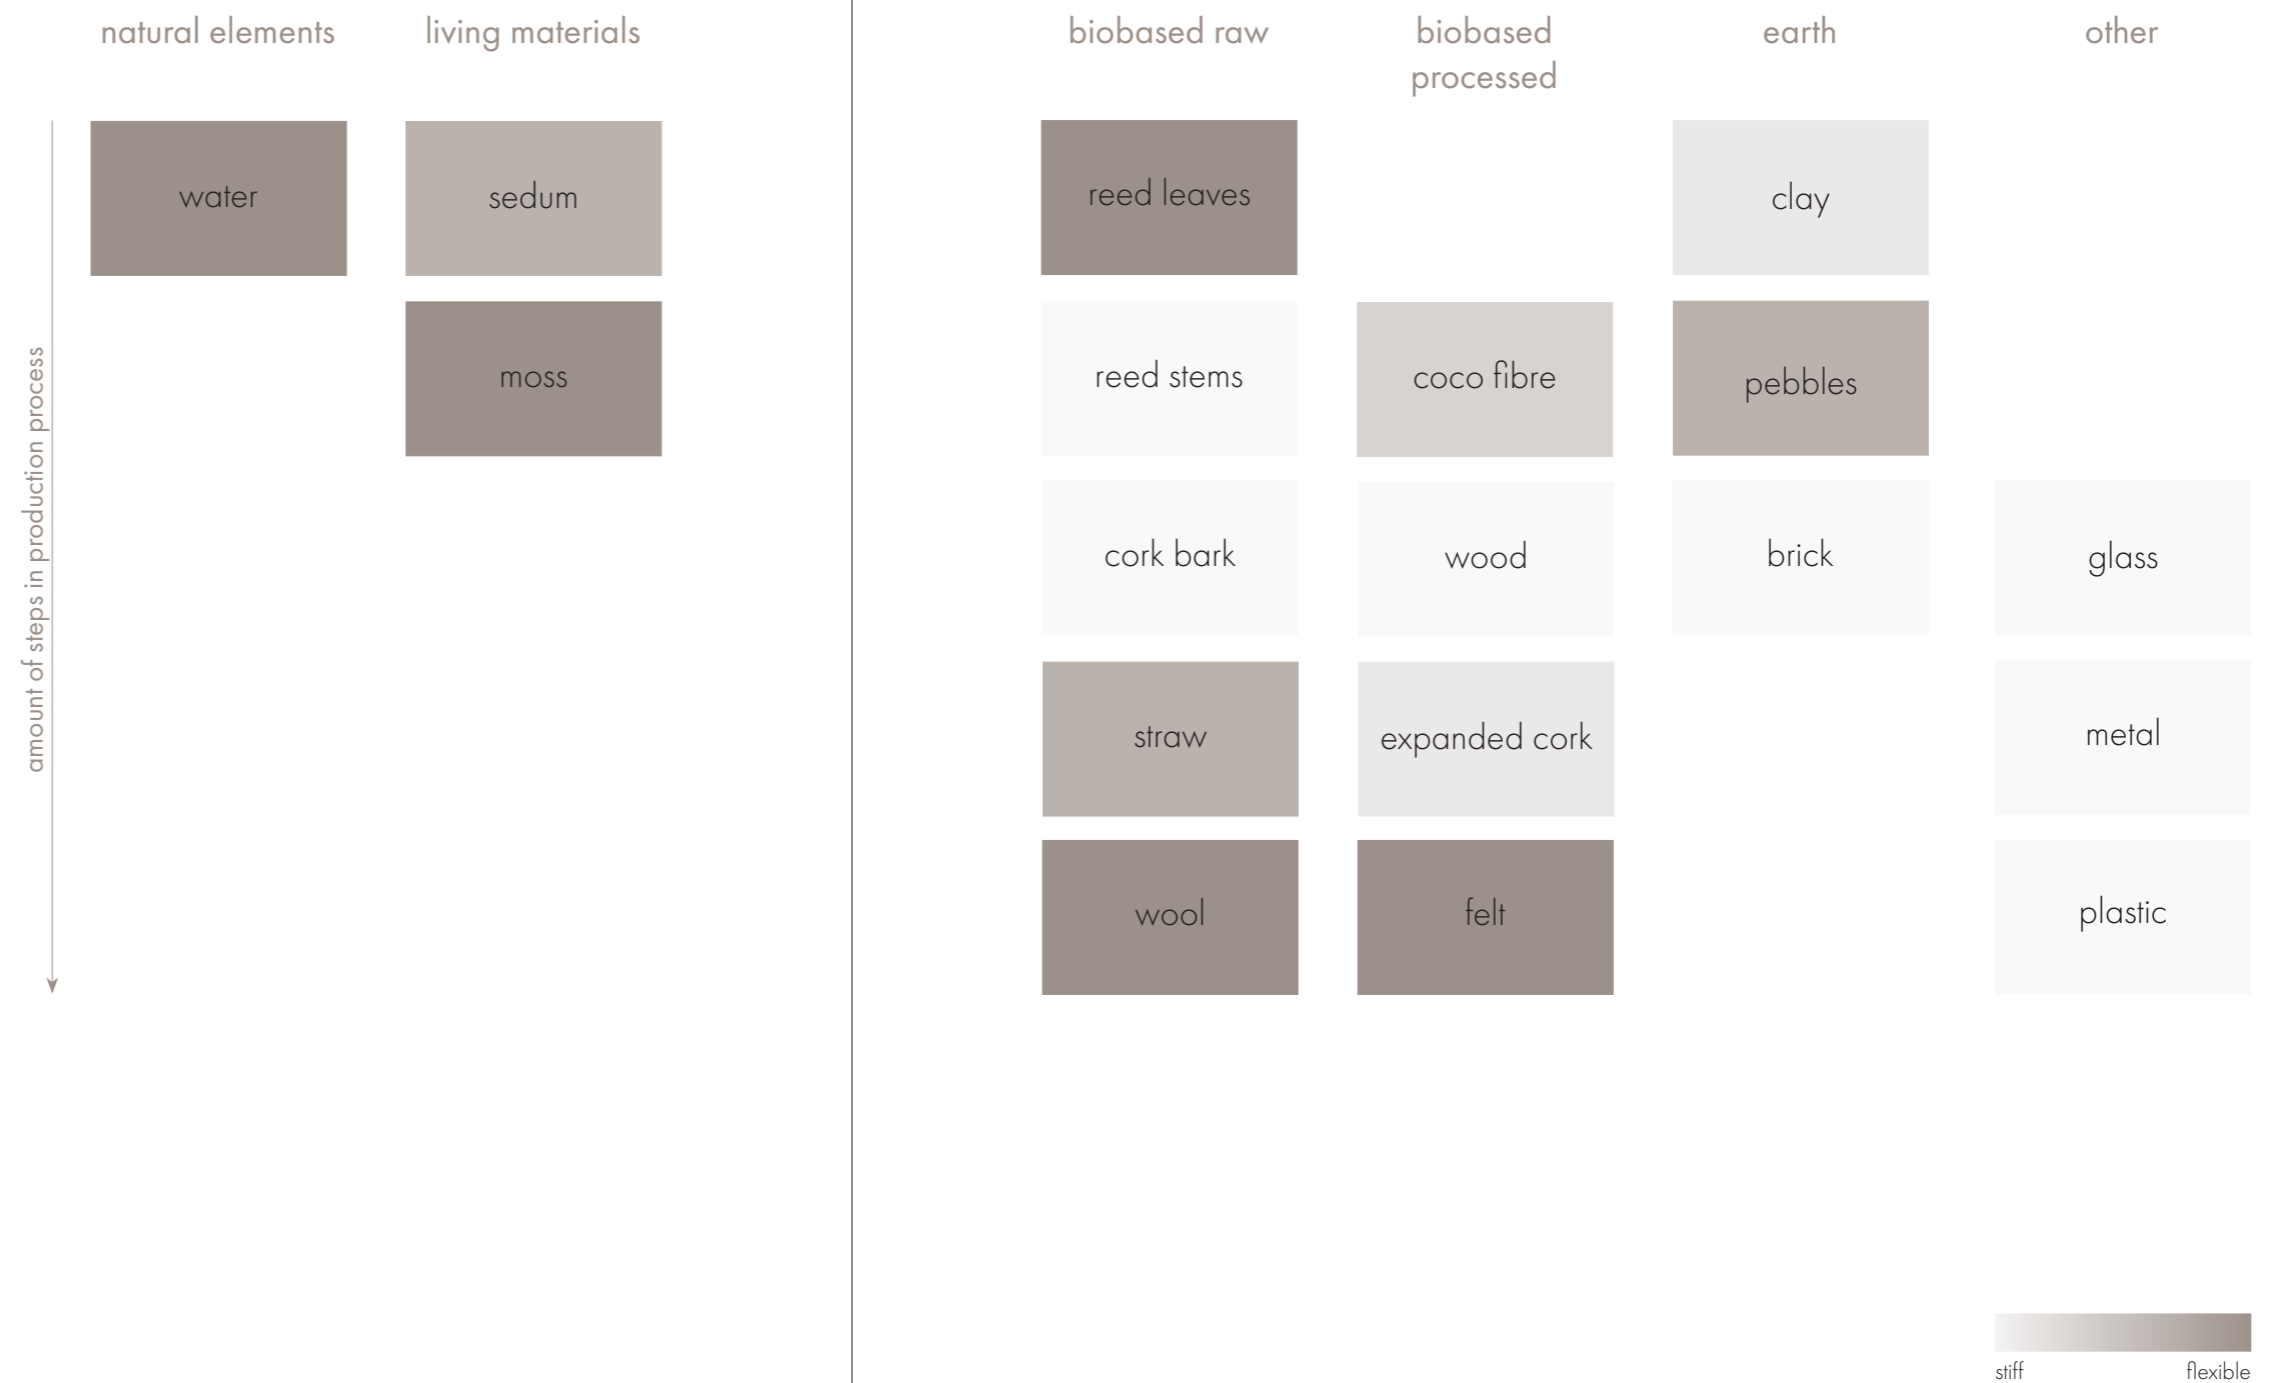 natural elements
living materials
biobased raw
biobased
processed
earth
other
amount of steps in production process
water
sedum
reed leaves
clay
moss
reed stems
coco fibre
pebbles
cork bark
wood
brick
glass
straw
expanded cork
metal
wool
felt
plastic
stiff
flexible